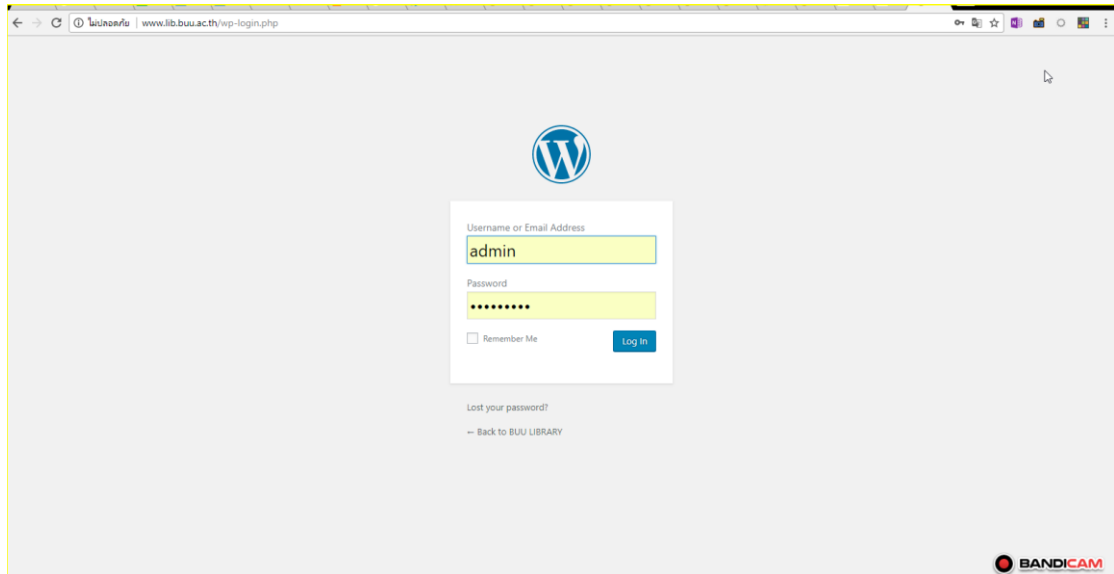 ไม่ปลอดภัย | www.lib.buu.ac.th/wp-login.php
Username or Email Address
admin
Password
•••••••••
Remember Me
Log In
Lost your password?
← Back to BUU LIBRARY
BANDICAM